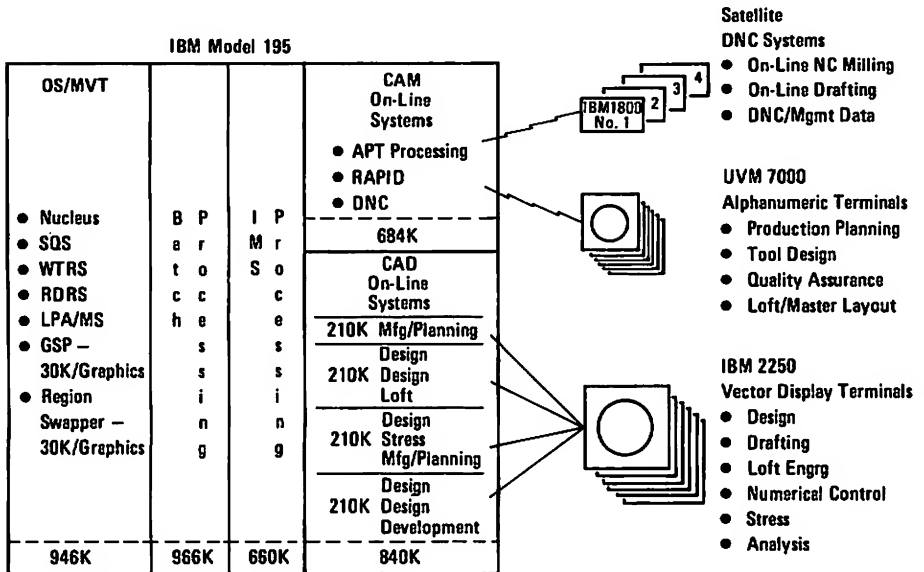 IBM Model 195
OS/MVT
● Nucleus
● SQS
● WTRS
● RDRS
● LPA/MS
● GSP –
30K/Graphics
● Region
Swapper –
30K/Graphics
946K
Batch Processing
966K
IMS Processing
660K
CAM
On-Line
Systems
● APT Processing
● RAPID
● DNC
684K
CAD
On-Line
Systems
210K Mfg/Planning
Design
210K Design
Loft
Design
210K Stress
Mfg/Planning
Design
210K Design
Development
840K
IBM1800
No. 1
2
3
4
Satellite
DNC Systems
● On-Line NC Milling
● On-Line Drafting
● DNC/Mgmt Data
UVM 7000
Alphanumeric Terminals
● Production Planning
● Tool Design
● Quality Assurance
● Loft/Master Layout
IBM 2250
Vector Display Terminals
● Design
● Drafting
● Loft Engrg
● Numerical Control
● Stress
● Analysis